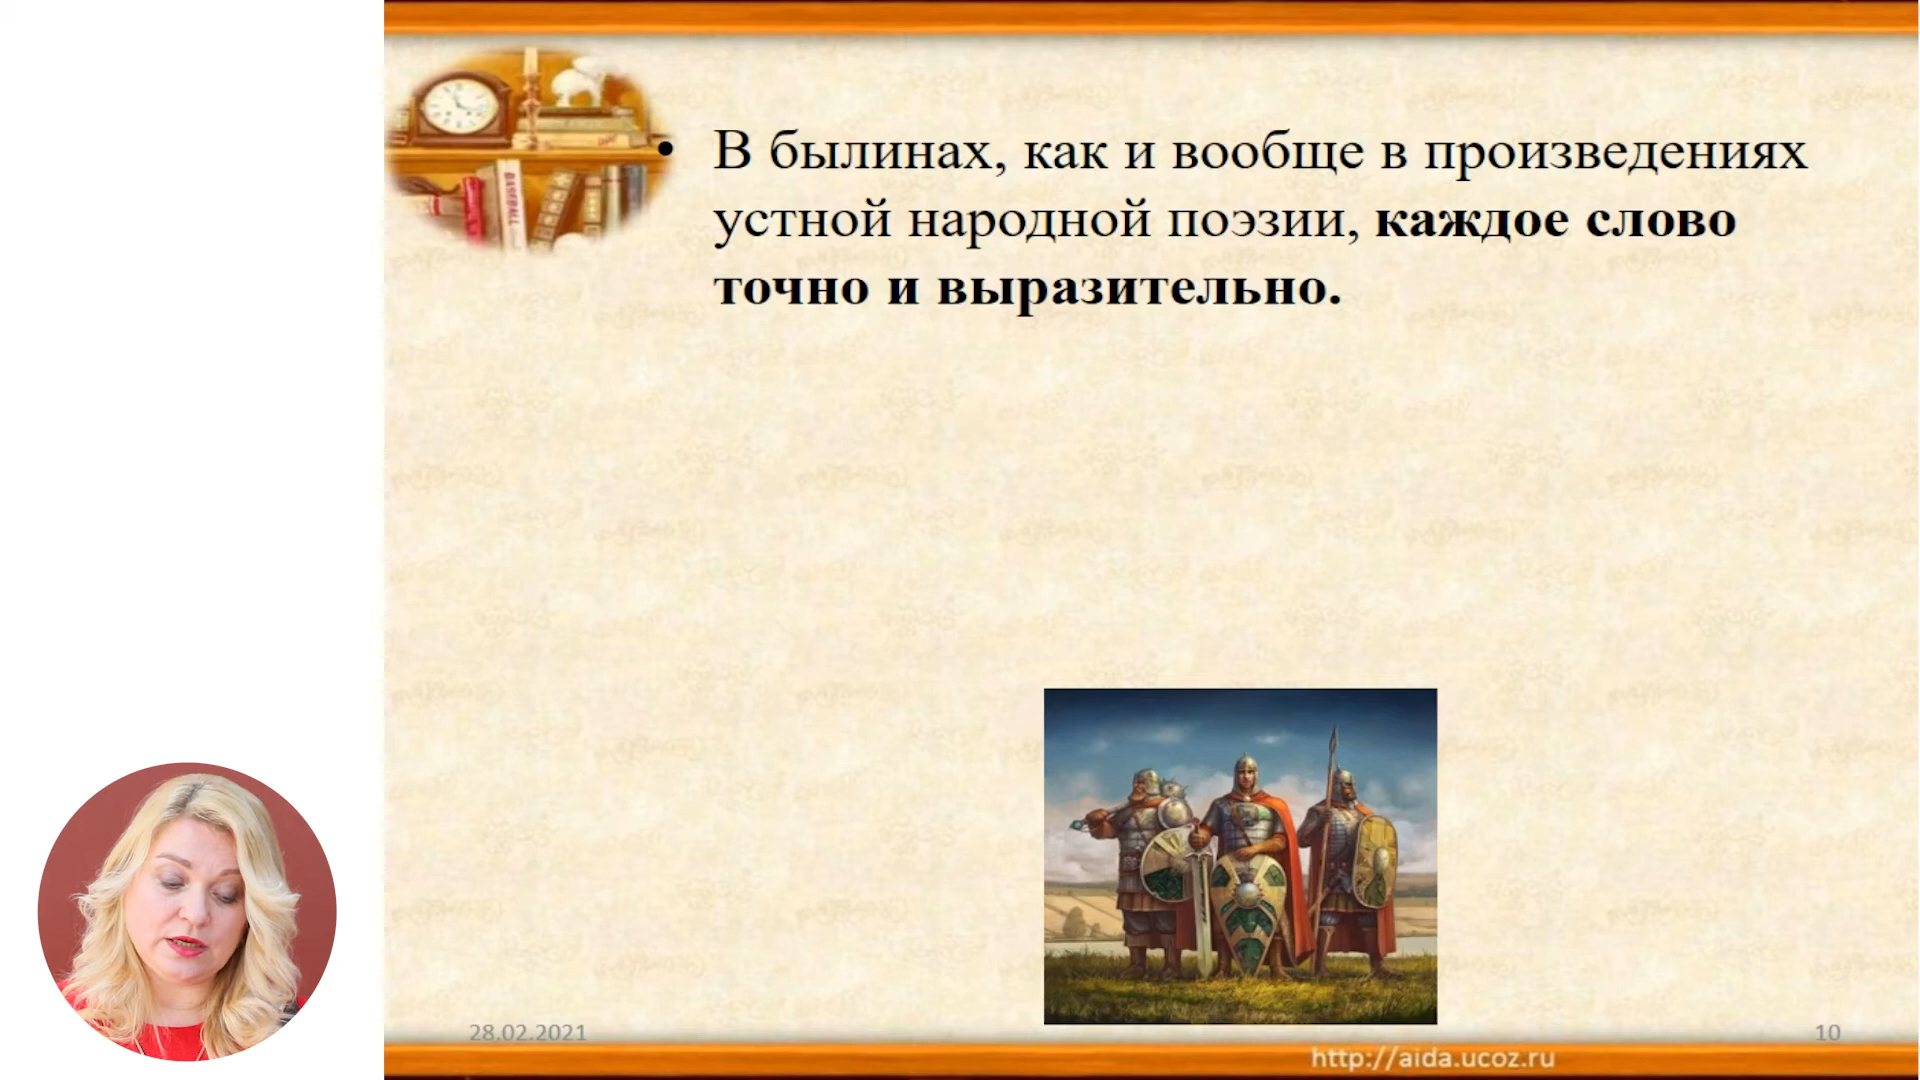 BASEBALL
• В былинах, как и вообще в произведениях
устной народной поэзии, каждое слово
точно и выразительно.
28.02.2021
10
http://aida.ucoz.ru